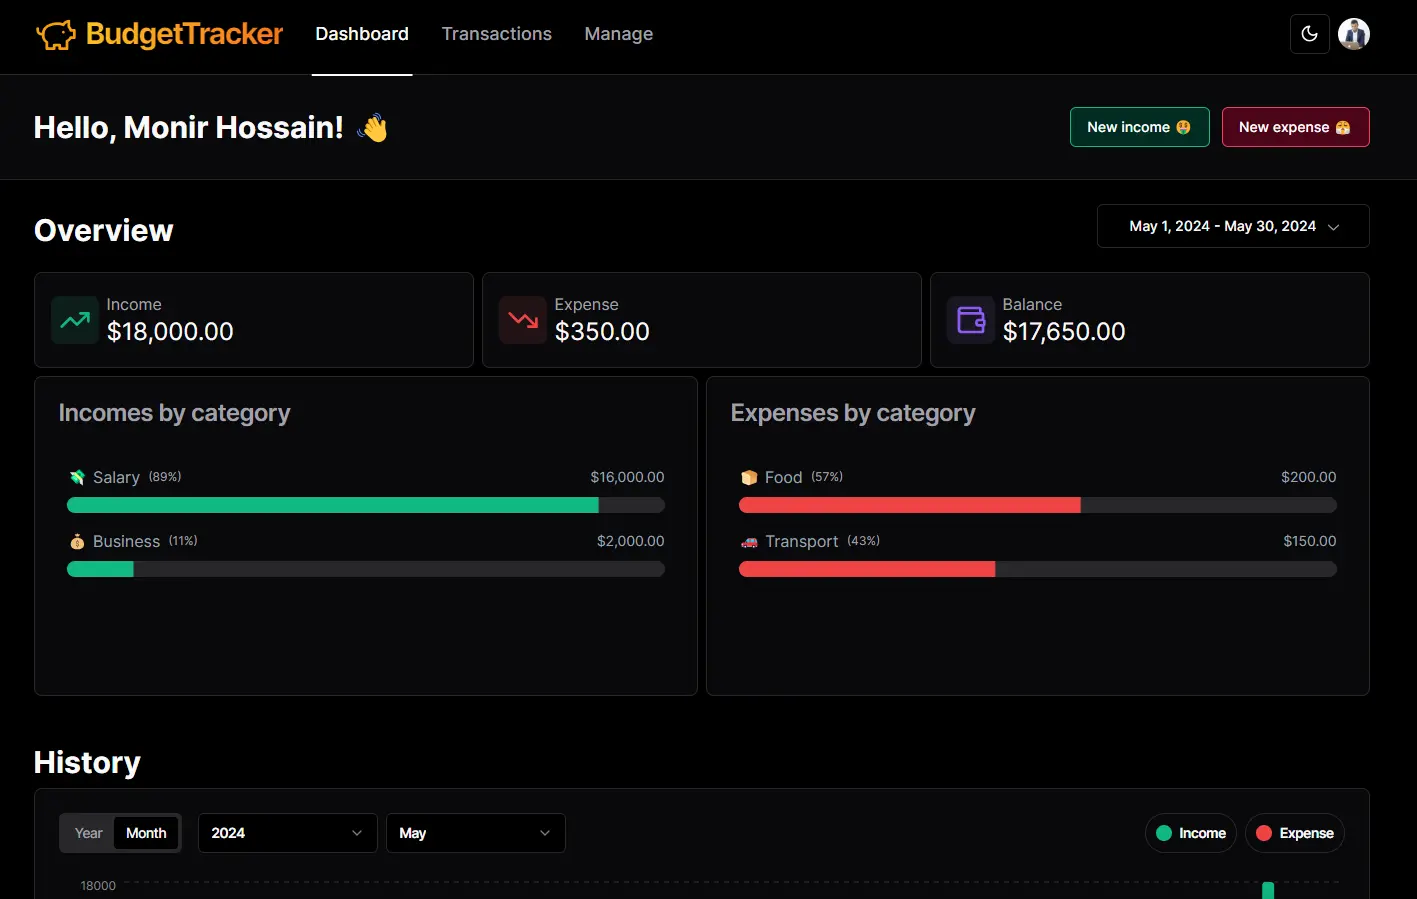 BudgetTracker Dashboard Transactions Manage
Hello, Monir Hossain! 👋
New income 🤑 New expense 😤
Overview
May 1, 2024 - May 30, 2024
Income
$18,000.00
Expense
$350.00
Balance
$17,650.00
Incomes by category
💸 Salary (89%) $16,000.00
💰 Business (11%) $2,000.00
Expenses by category
🍞 Food (57%) $200.00
🚗 Transport (43%) $150.00
History
Year Month 2024 May Income Expense
18000